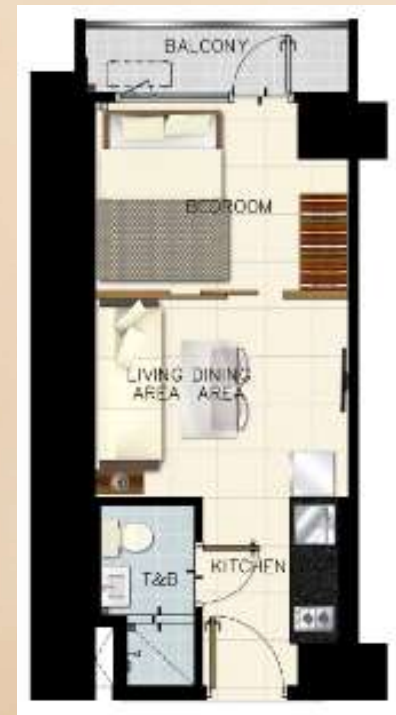 BALCONY
BEDROOM
LIVING DINING
AREA AREA
KITCHEN
T&B